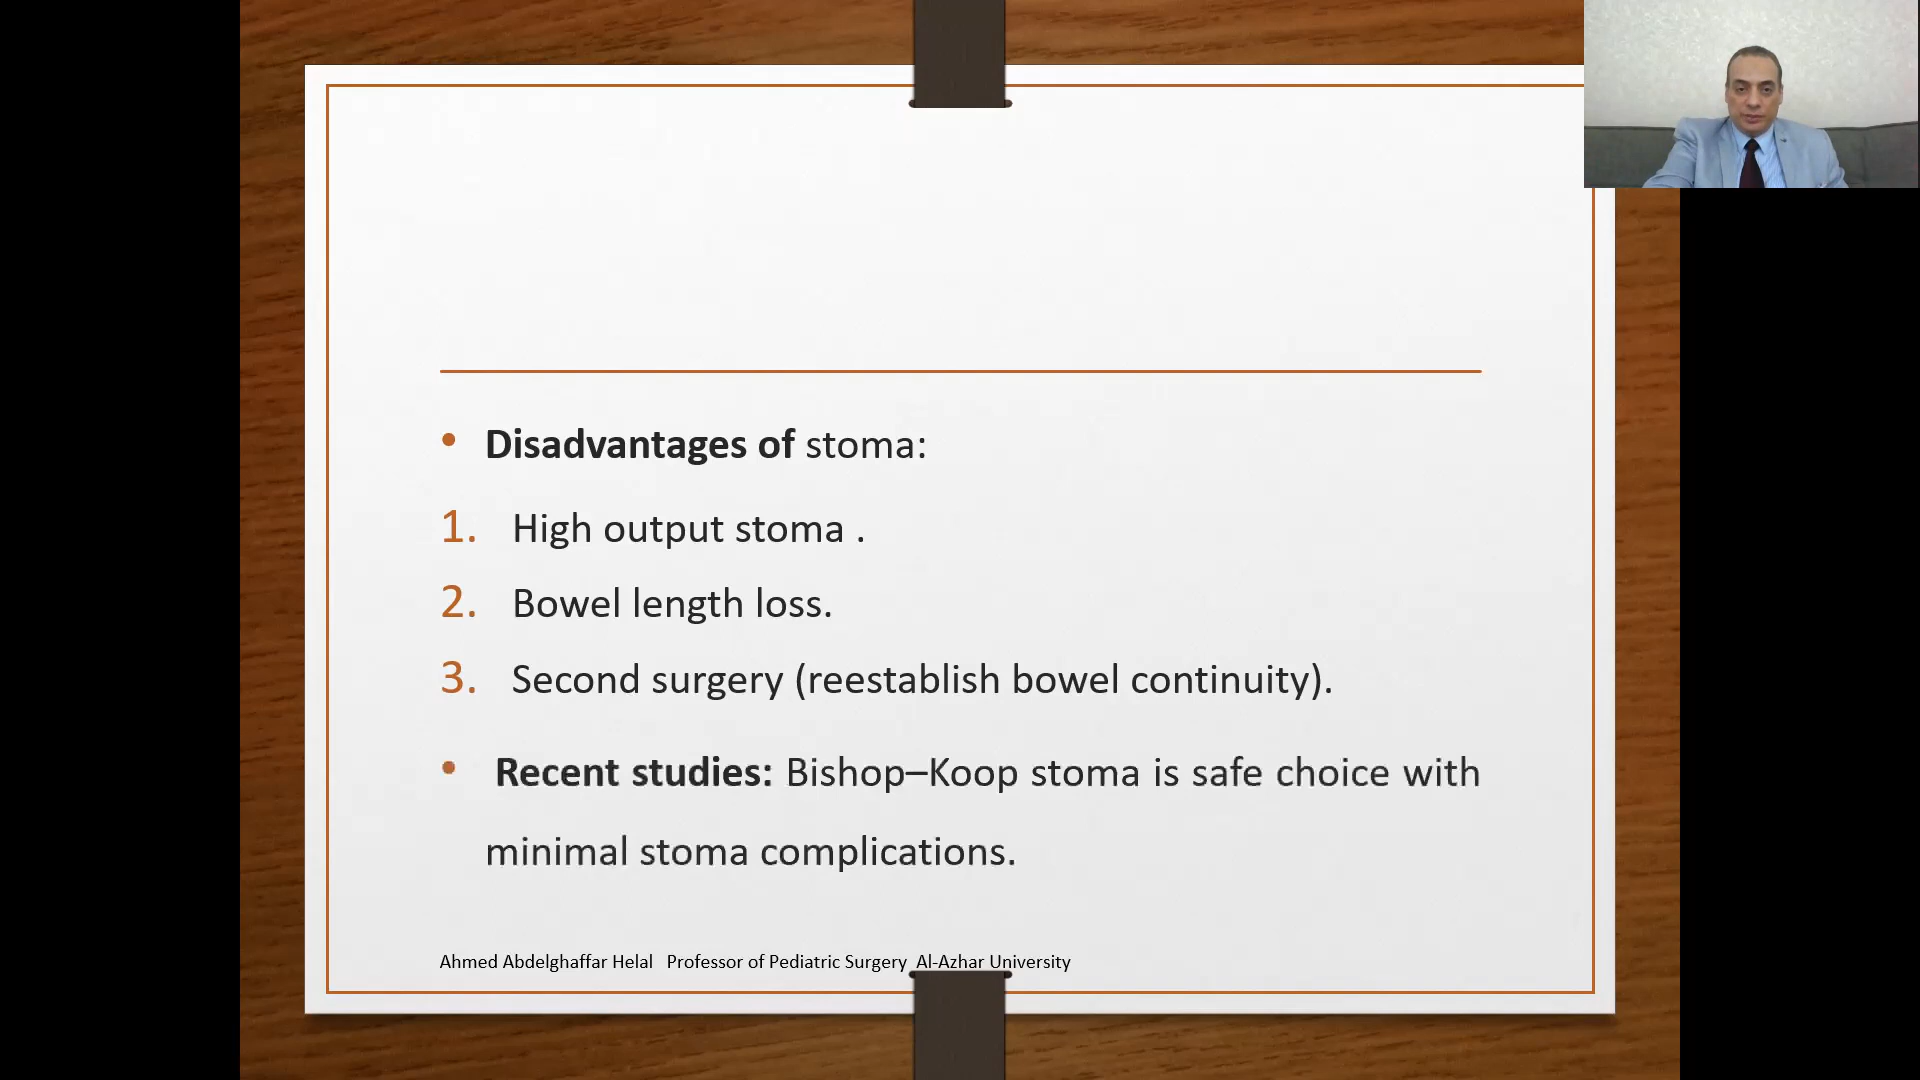 • Disadvantages of stoma:
1. High output stoma .
2. Bowel length loss.
3. Second surgery (reestablish bowel continuity).
• Recent studies: Bishop–Koop stoma is safe choice with
minimal stoma complications.
Ahmed Abdelghaffar Helal Professor of Pediatric Surgery Al-Azhar University